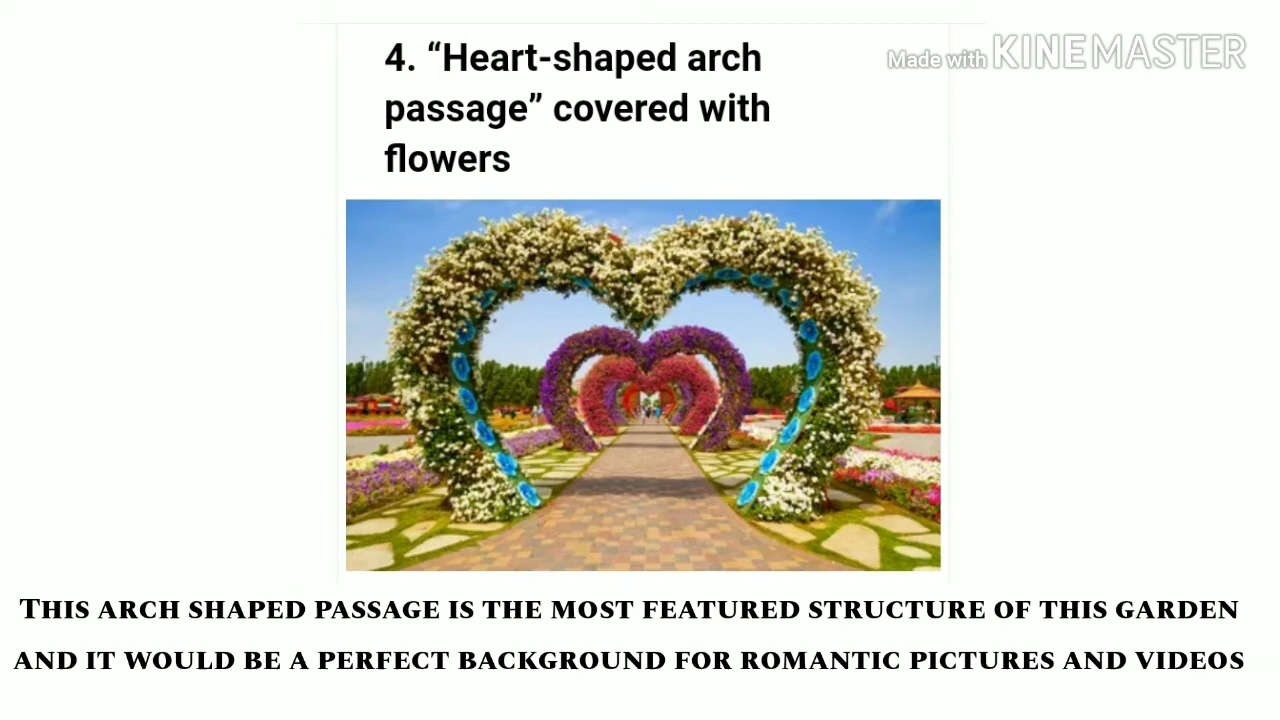 4. “Heart-shaped arch
passage” covered with
flowers
Made with KINEMASTER
THIS ARCH SHAPED PASSAGE IS THE MOST FEATURED STRUCTURE OF THIS GARDEN
AND IT WOULD BE A PERFECT BACKGROUND FOR ROMANTIC PICTURES AND VIDEOS